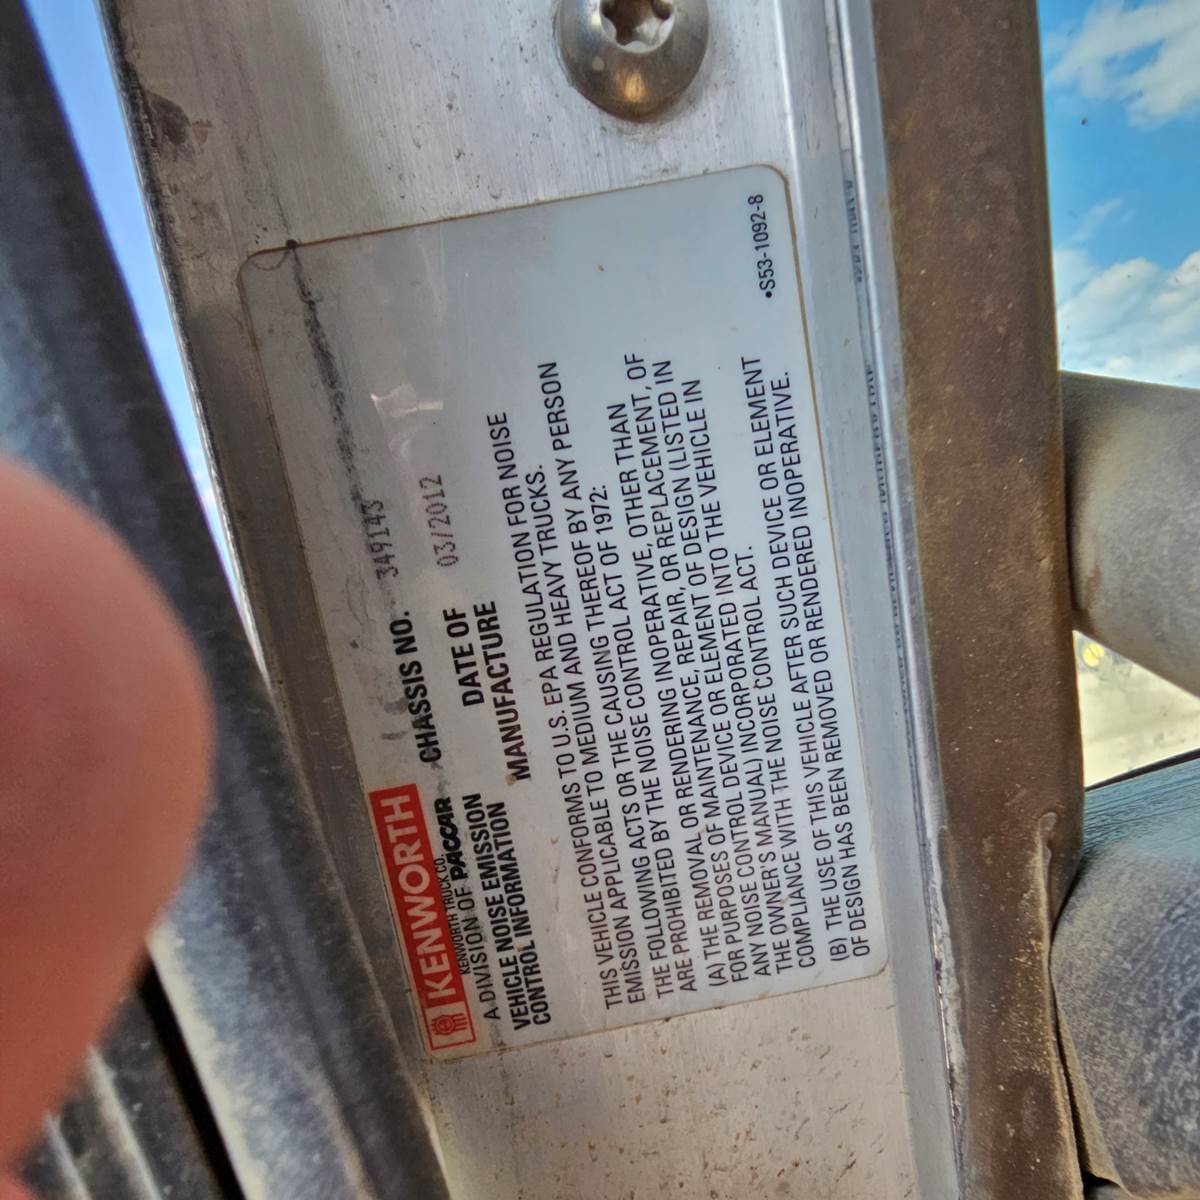 KENWORTH
KENWORTH TRUCK CO.
A DIVISION OF PACCAR
VEHICLE NOISE EMISSION
CONTROL INFORMATION
CHASSIS NO. 349143
DATE OF
MANUFACTURE 03/2012
THIS VEHICLE CONFORMS TO U.S. EPA REGULATION FOR NOISE
EMISSION APPLICABLE TO MEDIUM AND HEAVY TRUCKS.
THE FOLLOWING ACTS OR THE CAUSING THEREOF BY ANY PERSON
ARE PROHIBITED BY THE NOISE CONTROL ACT OF 1972:
(A) THE REMOVAL OR RENDERING INOPERATIVE, OTHER THAN
FOR PURPOSES OF MAINTENANCE, REPAIR, OR REPLACEMENT, OF
ANY NOISE CONTROL DEVICE OR ELEMENT OF DESIGN (LISTED IN
THE OWNER'S MANUAL) INCORPORATED INTO THE VEHICLE IN
COMPLIANCE WITH THE NOISE CONTROL ACT.
(B) THE USE OF THIS VEHICLE AFTER SUCH DEVICE OR ELEMENT
OF DESIGN HAS BEEN REMOVED OR RENDERED INOPERATIVE.
•S53-1092-8